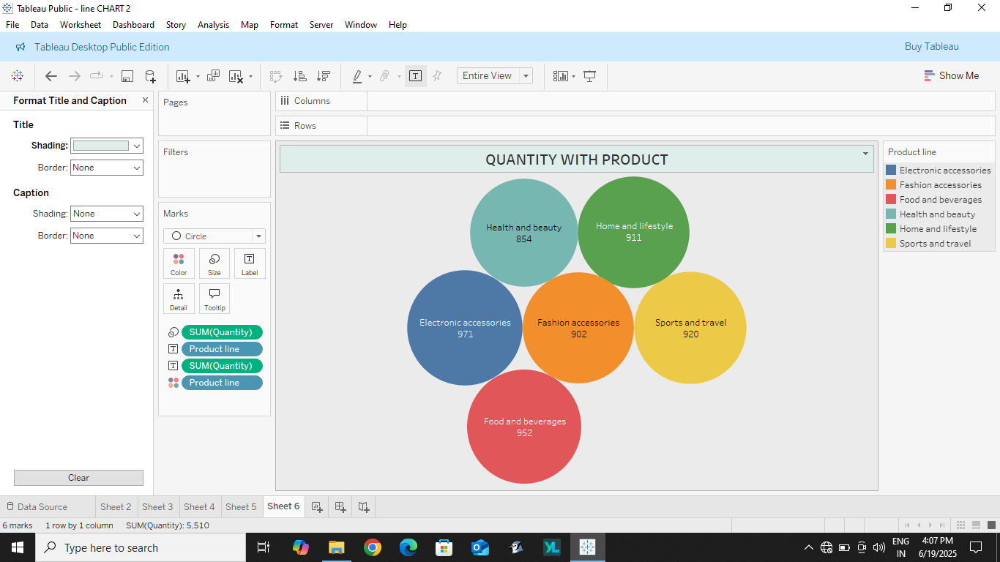 Tableau Public - line CHART 2
File Data Worksheet Dashboard Story Analysis Map Format Server Window Help
Tableau Desktop Public Edition
Buy Tableau
Entire View
Show Me
Format Title and Caption
Title
Shading:
Border: None
Caption
Shading: None
Border: None
Clear
Pages
Filters
Marks
Circle
Color Size Label
Detail Tooltip
SUM(Quantity)
Product line
SUM(Quantity)
Product line
Columns
Rows
QUANTITY WITH PRODUCT
Health and beauty
854
Home and lifestyle
911
Electronic accessories
971
Fashion accessories
902
Sports and travel
920
Food and beverages
952
Product line
Electronic accessories
Fashion accessories
Food and beverages
Health and beauty
Home and lifestyle
Sports and travel
Data Source Sheet 2 Sheet 3 Sheet 4 Sheet 5 Sheet 6
6 marks 1 row by 1 column SUM(Quantity): 5,510
Type here to search
YL
ENG
IN
4:07 PM
6/19/2025